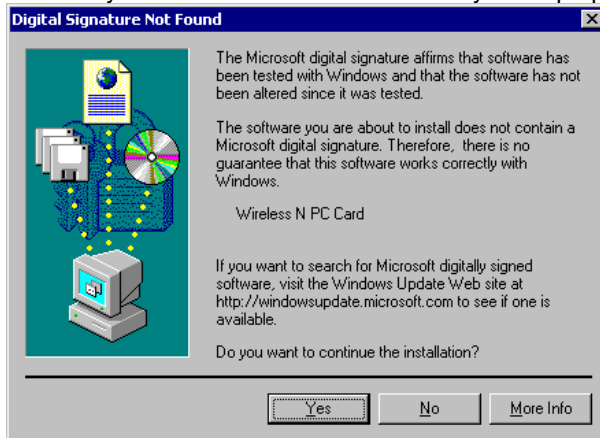 Digital Signature Not Found
The Microsoft digital signature affirms that software has
been tested with Windows and that the software has not
been altered since it was tested.
The software you are about to install does not contain a
Microsoft digital signature. Therefore, there is no
guarantee that this software works correctly with
Windows.
Wireless N PC Card
If you want to search for Microsoft digitally signed
software, visit the Windows Update Web site at
http://windowsupdate.microsoft.com to see if one is
available.
Do you want to continue the installation?
Yes No More Info